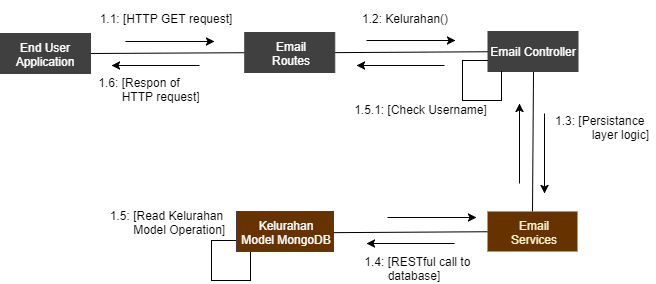 1.1: [HTTP GET request]
1.2: Kelurahan()
End User
Application
Email
Routes
Email Controller
1.6: [Respon of
HTTP request]
1.5.1: [Check Username]
1.3: [Persistance
layer logic]
1.5: [Read Kelurahan
Model Operation]
Kelurahan
Model MongoDB
Email
Services
1.4: [RESTful call to
database]